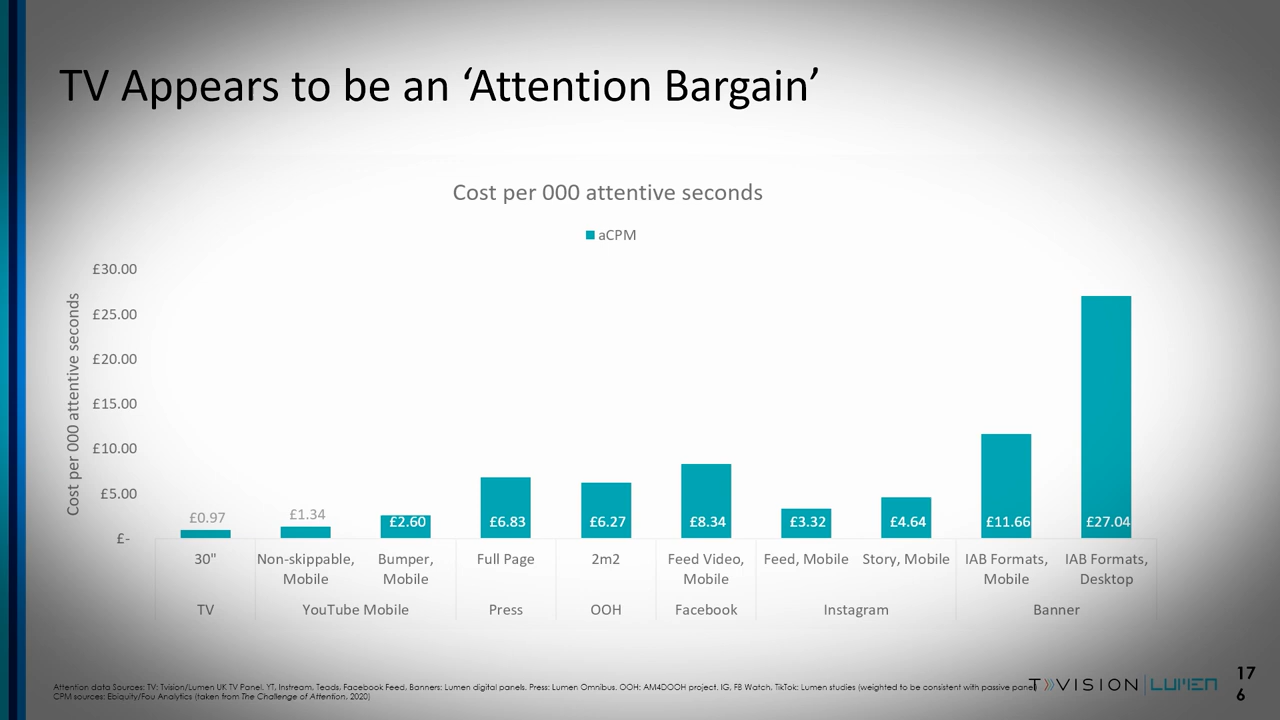 TV Appears to be an ‘Attention Bargain’
Cost per 000 attentive seconds
aCPM
Cost per 000 attentive seconds
£30.00
£25.00
£20.00
£15.00
£10.00
£5.00
£-
£0.97
£1.34
£2.60
£6.83
£6.27
£8.34
£3.32
£4.64
£11.66
£27.04
30"
Non-skippable,
Mobile
Bumper,
Mobile
Full Page
2m2
Feed Video,
Mobile
Feed, Mobile
Story, Mobile
IAB Formats,
Mobile
IAB Formats,
Desktop
TV
YouTube Mobile
Press
OOH
Facebook
Instagram
Banner
Attention data Sources: TV: Tvision/Lumen UK TV Panel. YT, Instream, Teads, Facebook Feed, Banners: Lumen digital panels. Press: Lumen Omnibus. OOH: AM4DOOH project. IG, FB Watch, TikTok: Lumen studies (weighted to be consistent with passive panel
CPM sources: Ebiquity/Fou Analytics (taken from The Challenge of Attention, 2020)
TVISION LUMEN
17
6